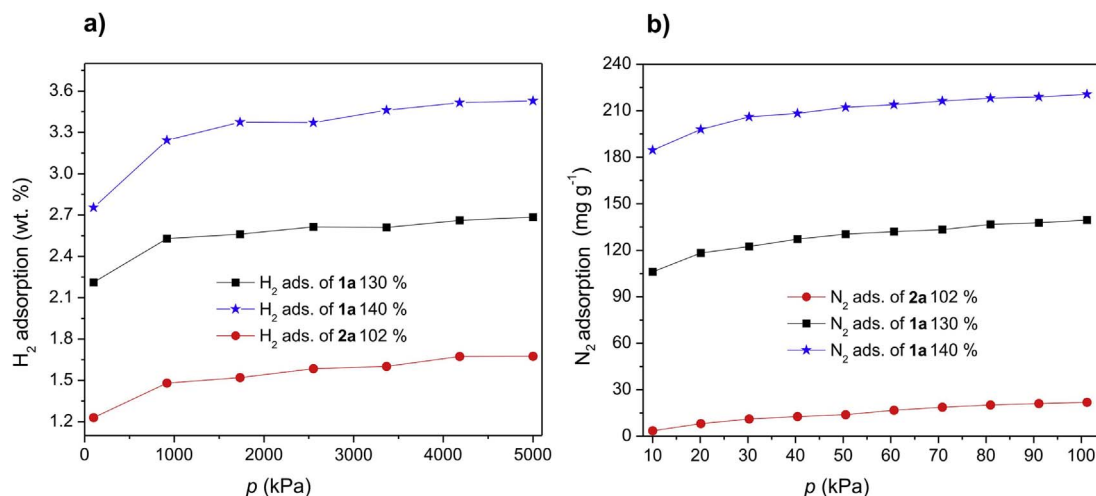 a)
H₂ adsorption (wt. %)
3.6
3.3
3.0
2.7
2.4
2.1
1.8
1.5
1.2
H₂ ads. of 1a 130 %
H₂ ads. of 1a 140 %
H₂ ads. of 2a 102 %
0 1000 2000 3000 4000 5000
p (kPa)
b)
N₂ adsorption (mg g⁻¹)
240
210
180
150
120
90
60
30
0
N₂ ads. of 2a 102 %
N₂ ads. of 1a 130 %
N₂ ads. of 1a 140 %
10 20 30 40 50 60 70 80 90 100
p (kPa)